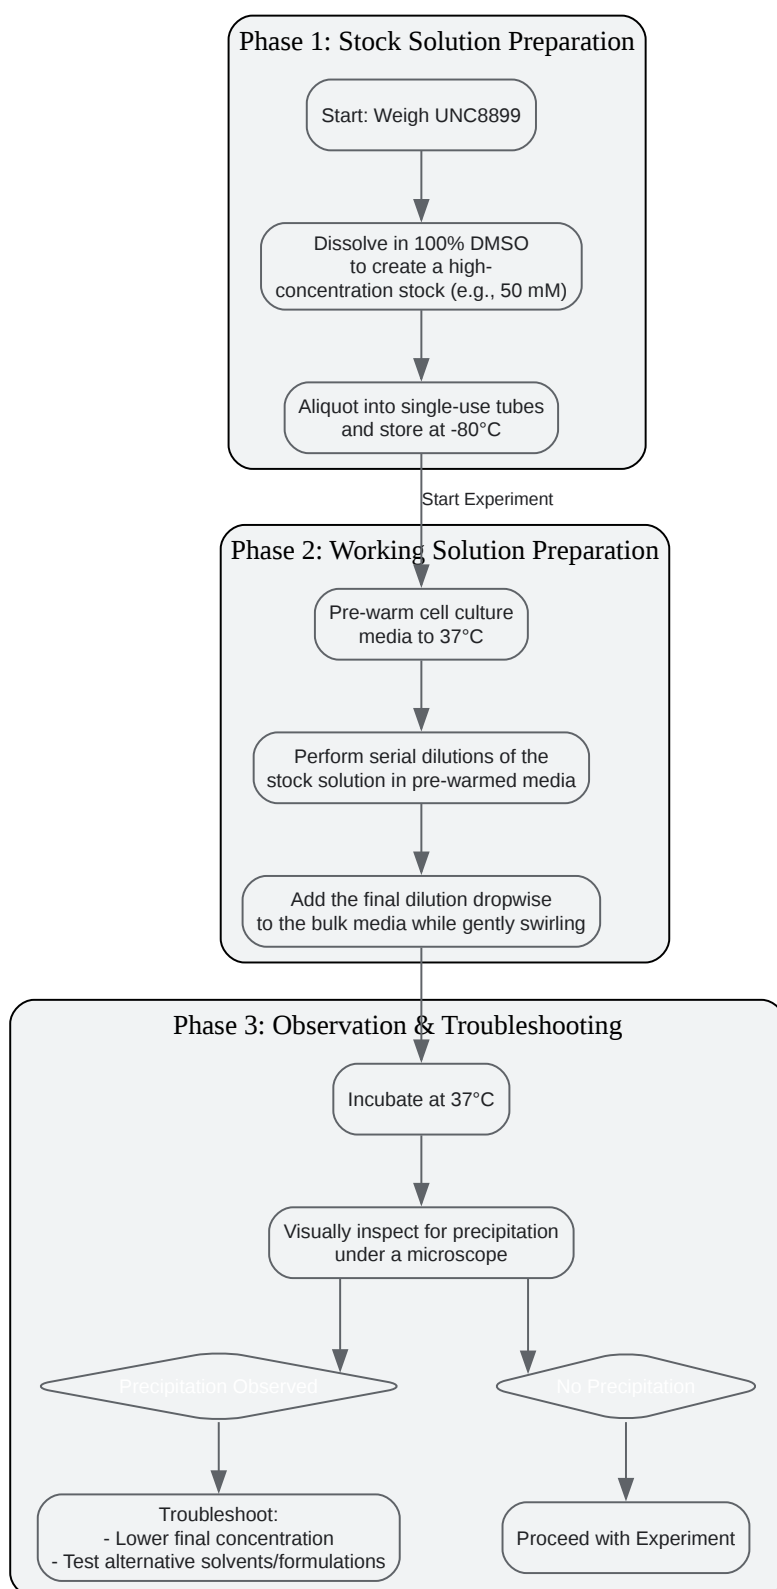 Phase 1: Stock Solution Preparation
Start: Weigh UNC8899
Dissolve in 100% DMSO
to create a high-
concentration stock (e.g., 50 mM)
Aliquot into single-use tubes
and store at -80°C
Start Experiment
Phase 2: Working Solution Preparation
Pre-warm cell culture
media to 37°C
Perform serial dilutions of the
stock solution in pre-warmed media
Add the final dilution dropwise
to the bulk media while gently swirling
Phase 3: Observation & Troubleshooting
Incubate at 37°C
Visually inspect for precipitation
under a microscope
Precipitation Observed
No Precipitation
Troubleshoot:
- Lower final concentration
- Test alternative solvents/formulations
Proceed with Experiment